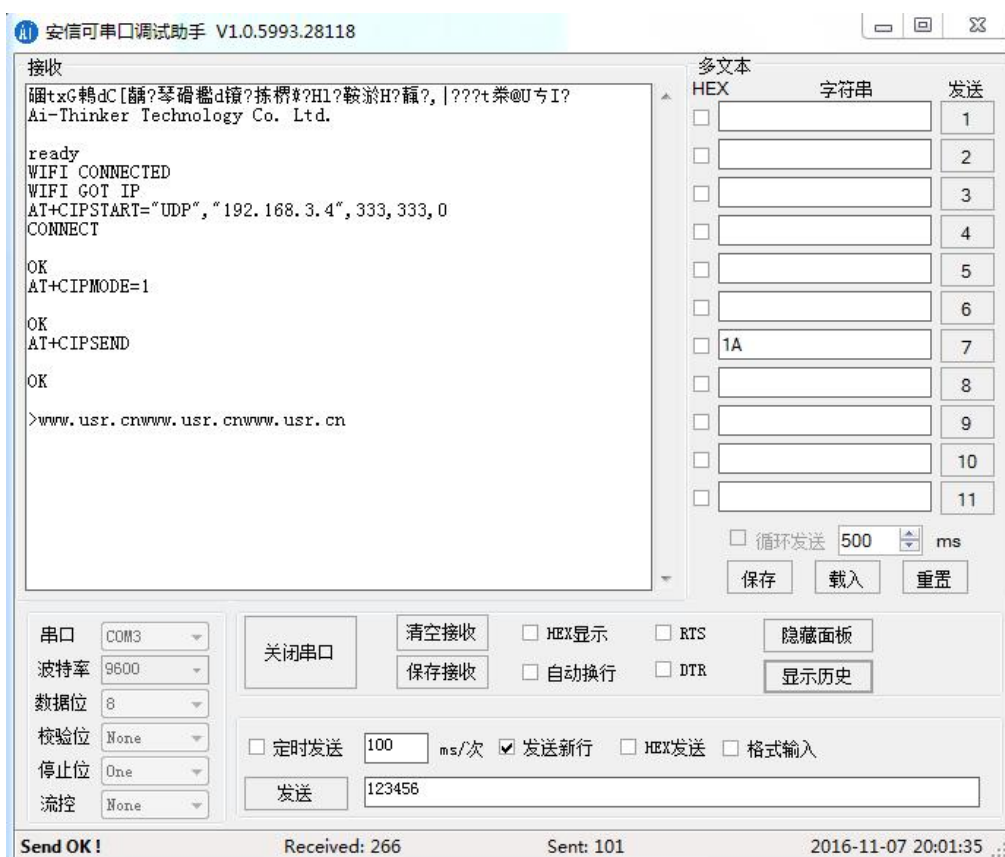 安信可串口调试助手 V1.0.5993.28118
接收
Ai-Thinker Technology Co. Ltd.
ready
WIFI CONNECTED
WIFI GOT IP
AT+CIPSTART="UDP","192.168.3.4",333,333,0
CONNECT
OK
AT+CIPMODE=1
OK
AT+CIPSEND
OK
>www.usr.cnwww.usr.cnwww.usr.cn
多文本
HEX 字符串 发送
1
2
3
4
5
6
1A 7
8
9
10
11
循环发送 500 ms
保存 载入 重置
串口 COM3
波特率 9600
数据位 8
校验位 None
停止位 One
流控 None
关闭串口
清空接收 HEX显示 RTS 隐藏面板
保存接收 自动换行 DTR 显示历史
定时发送 100 ms/次 发送新行 HEX发送 格式输入
发送 123456
Send OK! Received: 266 Sent: 101 2016-11-07 20:01:35